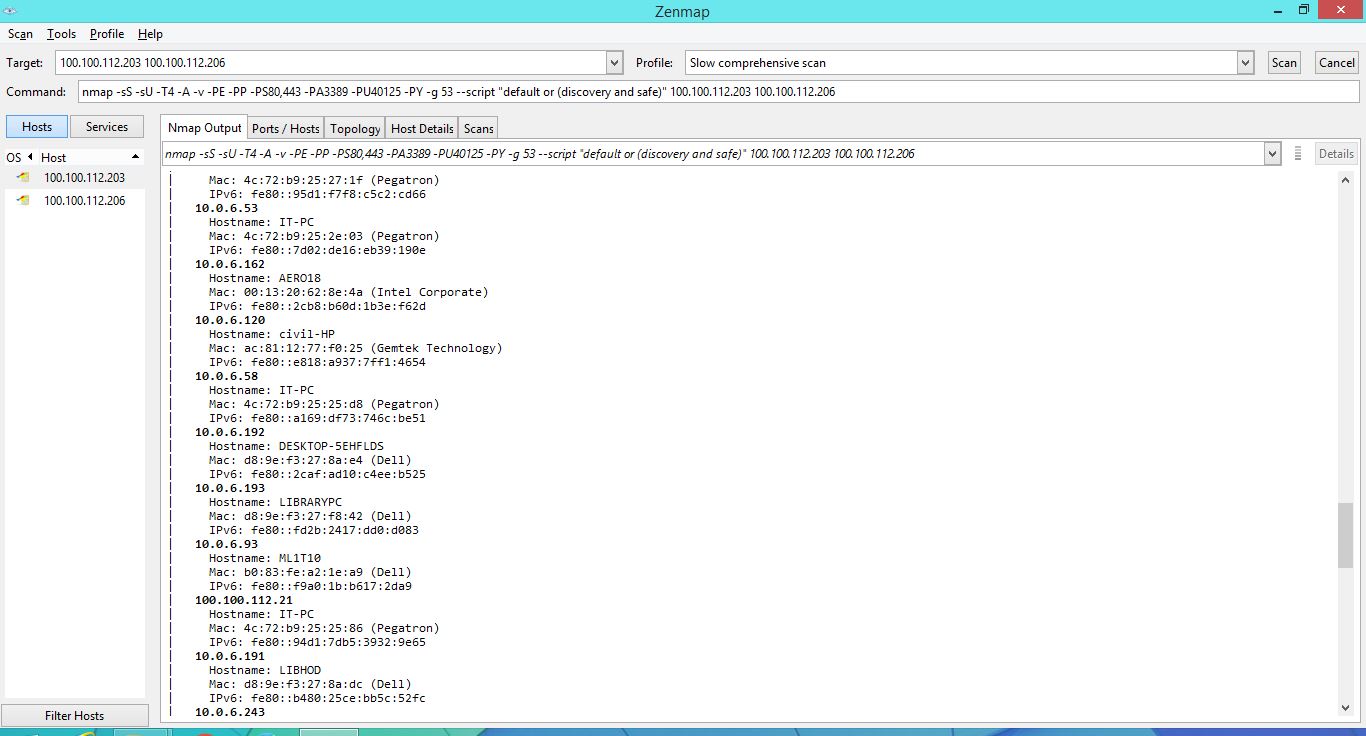 Zenmap
Scan Tools Profile Help
Target: 100.100.112.203 100.100.112.206 Profile: Slow comprehensive scan Scan Cancel
Command: nmap -sS -sU -T4 -A -v -PE -PP -PS80,443 -PA3389 -PU40125 -PY -g 53 --script "default or (discovery and safe)" 100.100.112.203 100.100.112.206
Hosts Services
OS Host
100.100.112.203
100.100.112.206
Filter Hosts
Nmap Output Ports / Hosts Topology Host Details Scans
nmap -sS -sU -T4 -A -v -PE -PP -PS80,443 -PA3389 -PU40125 -PY -g 53 --script "default or (discovery and safe)" 100.100.112.203 100.100.112.206 Details
| Mac: 4c:72:b9:25:27:1f (Pegatron)
| IPv6: fe80::95d1:f7f8:c5c2:cd66
| 10.0.6.53
| Hostname: IT-PC
| Mac: 4c:72:b9:25:2e:03 (Pegatron)
| IPv6: fe80::7d02:de16:eb39:190e
| 10.0.6.162
| Hostname: AERO18
| Mac: 00:13:20:62:8e:4a (Intel Corporate)
| IPv6: fe80::2cb8:b60d:1b3e:f62d
| 10.0.6.120
| Hostname: civil-HP
| Mac: ac:81:12:77:f0:25 (Gemtek Technology)
| IPv6: fe80::e818:a937:7ff1:4654
| 10.0.6.58
| Hostname: IT-PC
| Mac: 4c:72:b9:25:25:d8 (Pegatron)
| IPv6: fe80::a169:df73:746c:be51
| 10.0.6.192
| Hostname: DESKTOP-5EHFLDS
| Mac: d8:9e:f3:27:8a:e4 (Dell)
| IPv6: fe80::2caf:ad10:c4ee:b525
| 10.0.6.193
| Hostname: LIBRARYPC
| Mac: d8:9e:f3:27:f8:42 (Dell)
| IPv6: fe80::fd2b:2417:dd0:d083
| 10.0.6.93
| Hostname: ML1T10
| Mac: b0:83:fe:a2:1e:a9 (Dell)
| IPv6: fe80::f9a0:1b:b617:2da9
| 100.100.112.21
| Hostname: IT-PC
| Mac: 4c:72:b9:25:25:86 (Pegatron)
| IPv6: fe80::94d1:7db5:3932:9e65
| 10.0.6.191
| Hostname: LIBHOD
| Mac: d8:9e:f3:27:8a:dc (Dell)
| IPv6: fe80::b480:25ce:bb5c:52fc
| 10.0.6.243